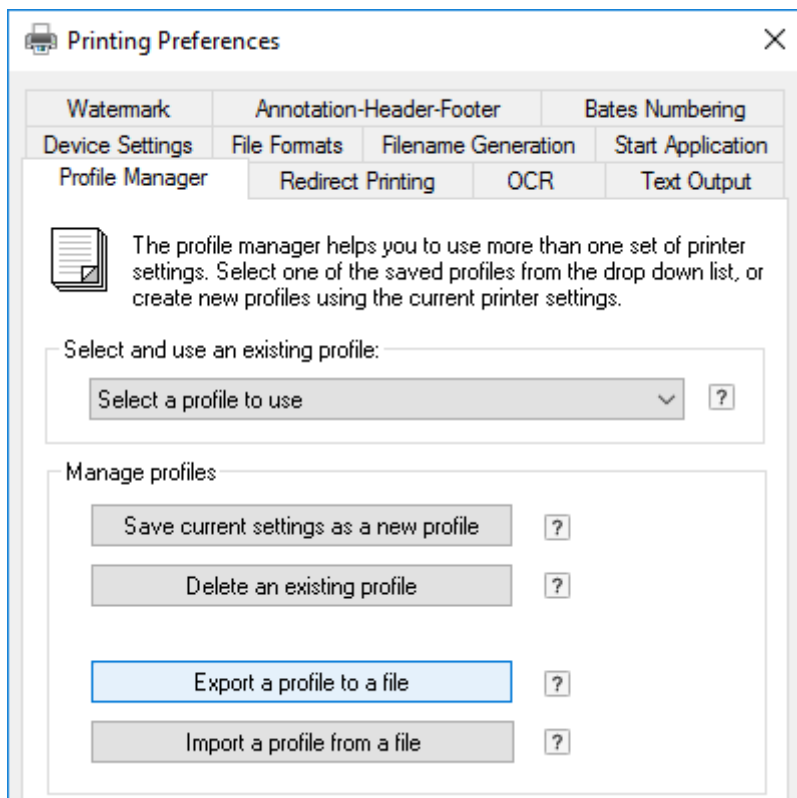 Printing Preferences
Watermark Annotation-Header-Footer Bates Numbering
Device Settings File Formats Filename Generation Start Application
Profile Manager Redirect Printing OCR Text Output
The profile manager helps you to use more than one set of printer
settings. Select one of the saved profiles from the drop down list, or
create new profiles using the current printer settings.
Select and use an existing profile:
Select a profile to use ?
Manage profiles
Save current settings as a new profile ?
Delete an existing profile ?
Export a profile to a file ?
Import a profile from a file ?